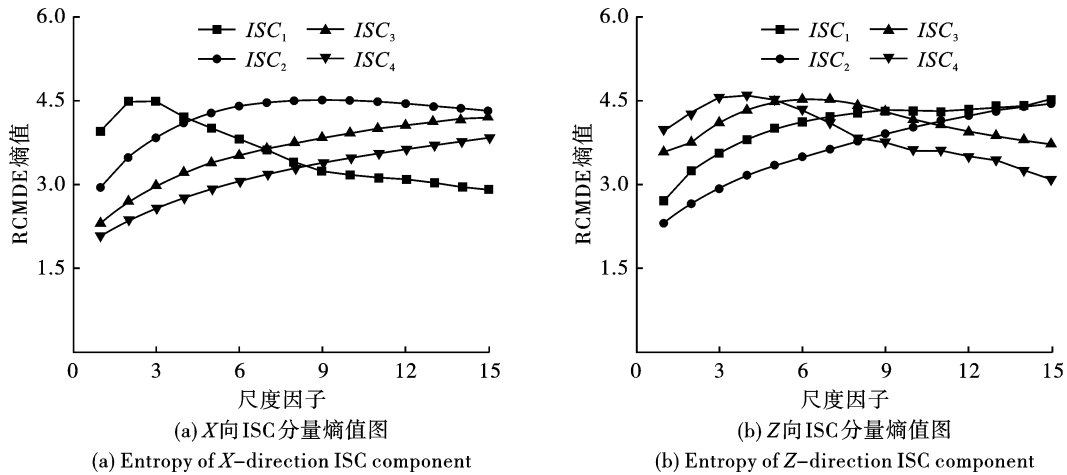 6.0
4.5
3.0
1.5
RCMDE熵值
ISC₁ ISC₃
ISC₂ ISC₄
0 3 6 9 12 15
尺度因子
(a) X向ISC分量熵值图
(a) Entropy of X-direction ISC component
6.0
4.5
3.0
1.5
RCMDE熵值
ISC₁ ISC₃
ISC₂ ISC₄
0 3 6 9 12 15
尺度因子
(b) Z向ISC分量熵值图
(b) Entropy of Z-direction ISC component